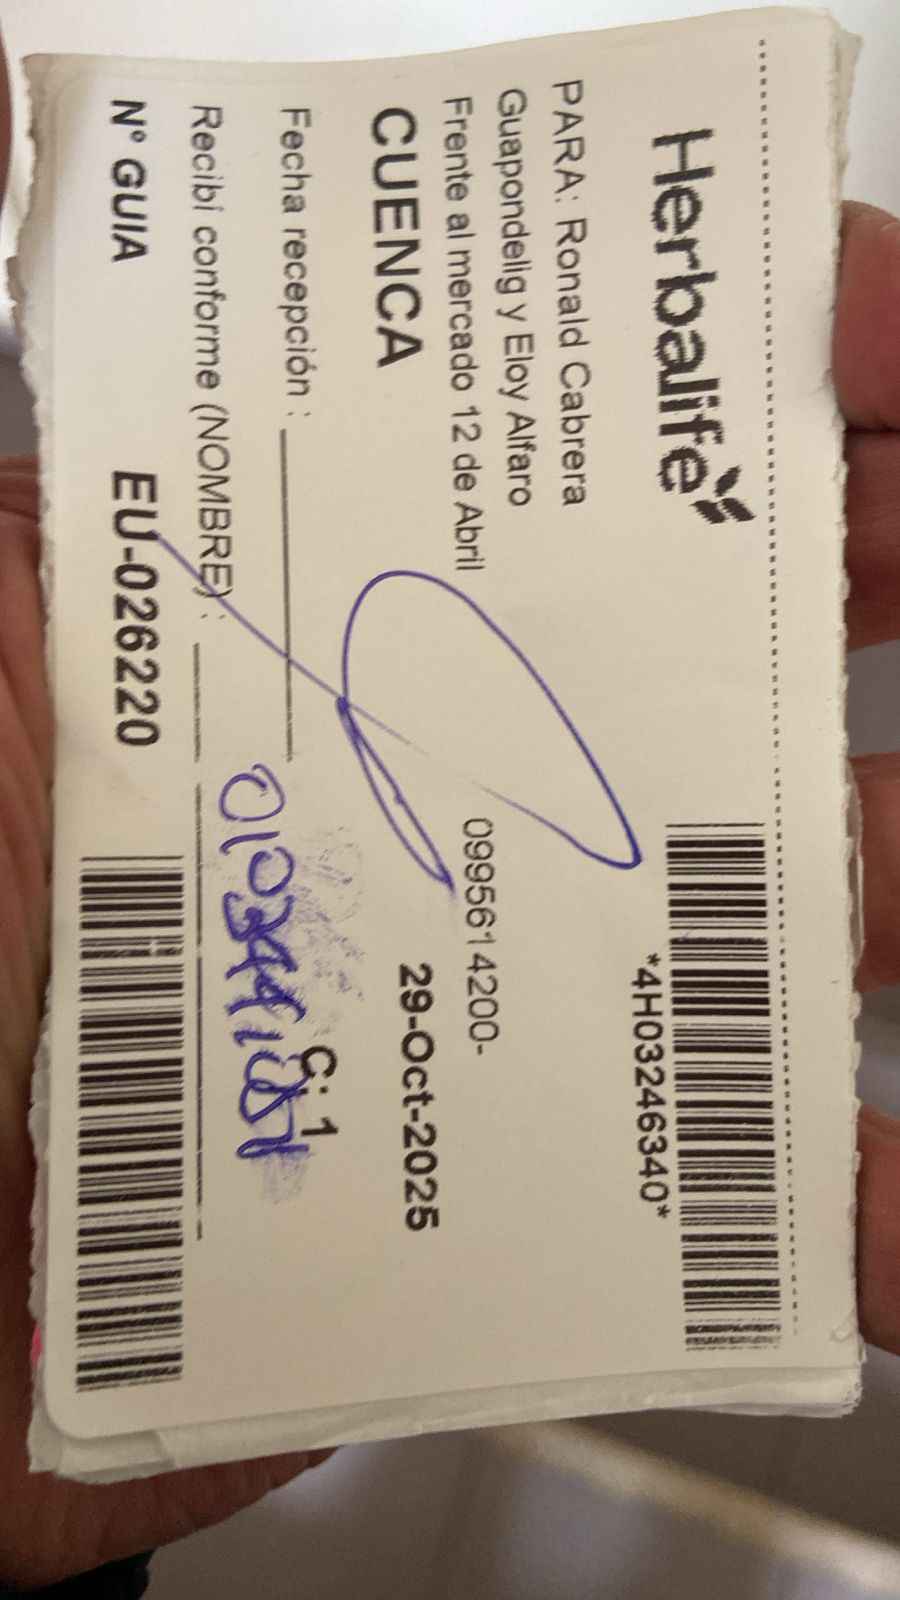 Herbalife
*4H03246340*
PARA: Ronald Cabrera
Guapondelig y Eloy Alfaro
Frente al mercado 12 de Abril
0995614200-
CUENCA 29-Oct-2025
Fecha recepción :
C: 1
Recibí conforme (NOMBRE) :
Nº GUIA EU-026220